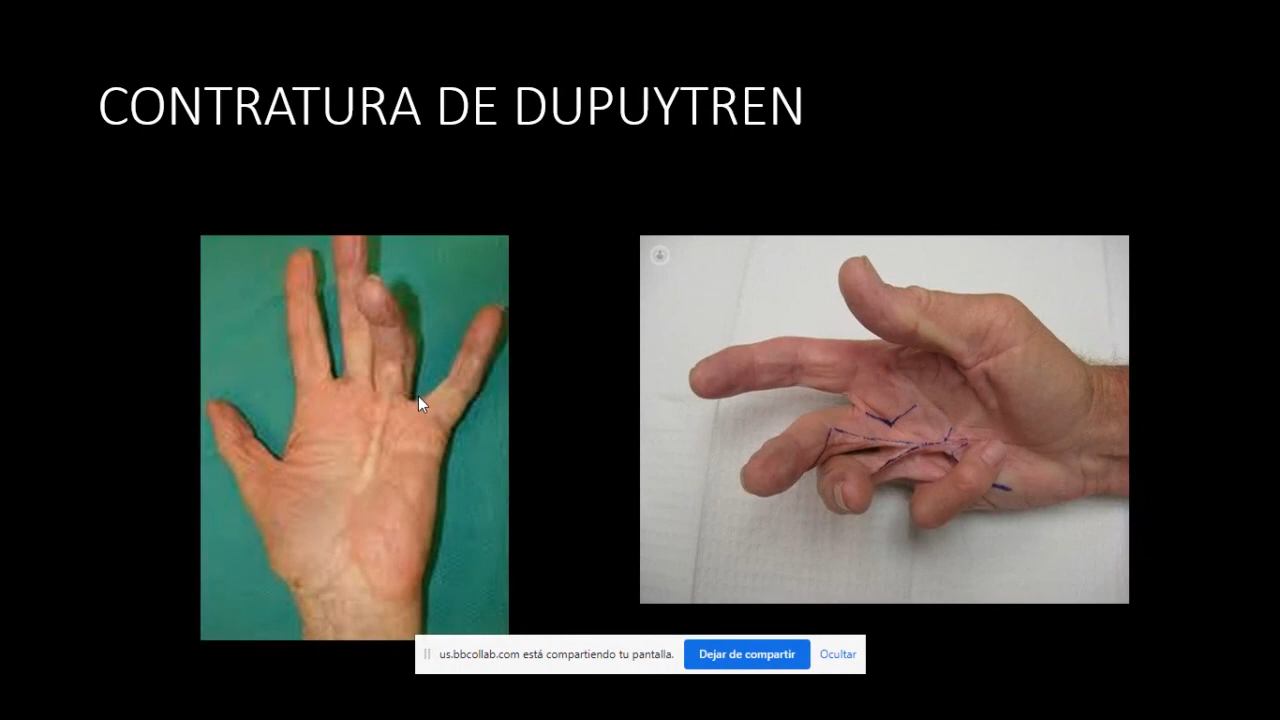 CONTRATURA DE DUPUYTREN
us.bbcollab.com está compartiendo tu pantalla.
Dejar de compartir
Ocultar